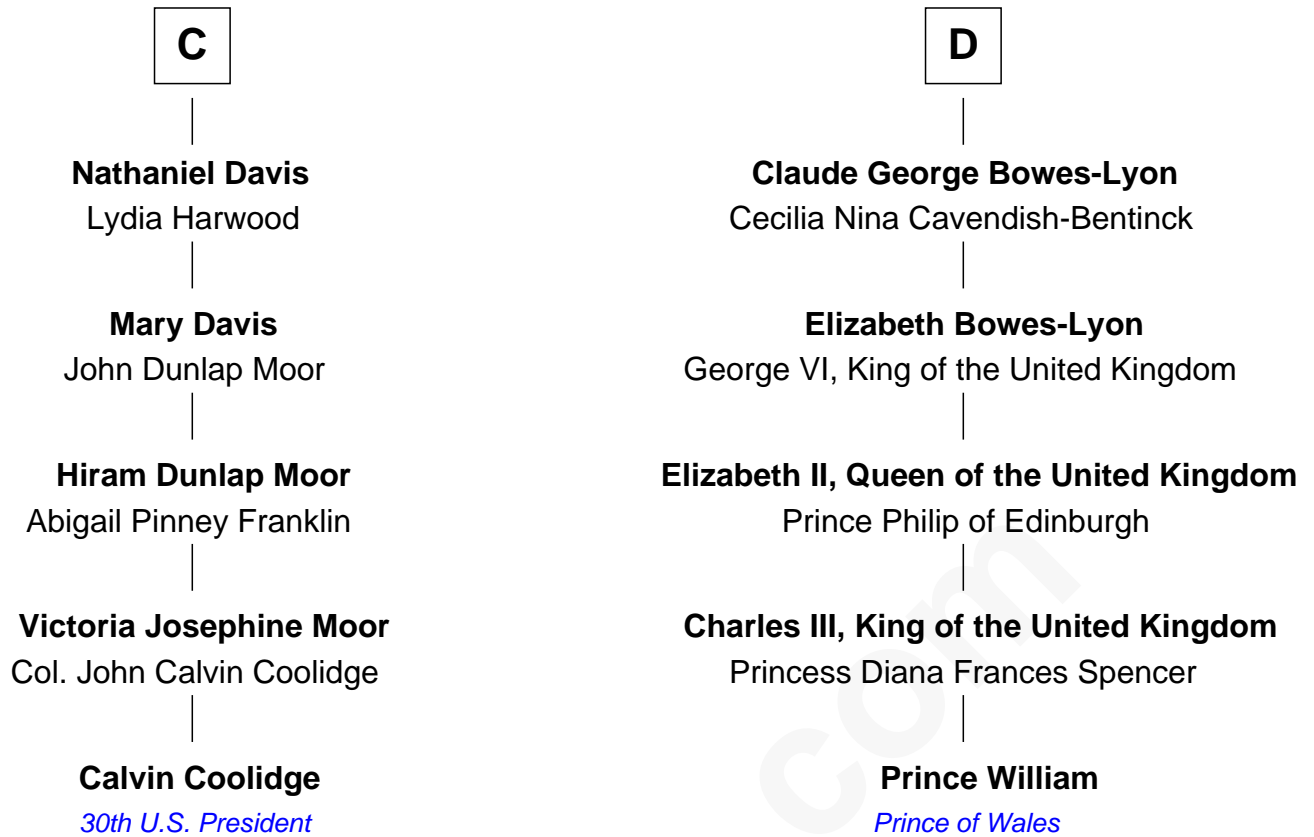 C
Nathaniel Davis
Lydia Harwood
Mary Davis
John Dunlap Moor
Hiram Dunlap Moor
Abigail Pinney Franklin
Victoria Josephine Moor
Col. John Calvin Coolidge
Calvin Coolidge
30th U.S. President
D
Claude George Bowes-Lyon
Cecilia Nina Cavendish-Bentinck
Elizabeth Bowes-Lyon
George VI, King of the United Kingdom
Elizabeth II, Queen of the United Kingdom
Prince Philip of Edinburgh
Charles III, King of the United Kingdom
Princess Diana Frances Spencer
Prince William
Prince of Wales
com